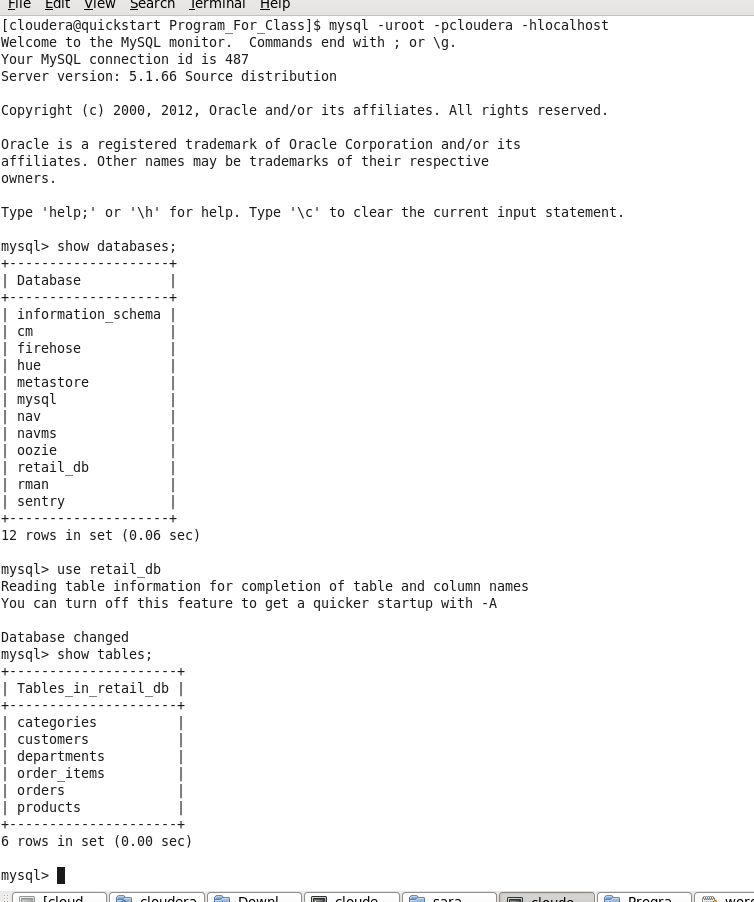 File Edit View Search Terminal Help
[cloudera@quickstart Program_For_Class]$ mysql -uroot -pcloudera -hlocalhost
Welcome to the MySQL monitor.  Commands end with ; or \g.
Your MySQL connection id is 487
Server version: 5.1.66 Source distribution

Copyright (c) 2000, 2012, Oracle and/or its affiliates. All rights reserved.

Oracle is a registered trademark of Oracle Corporation and/or its
affiliates. Other names may be trademarks of their respective
owners.

Type 'help;' or '\h' for help. Type '\c' to clear the current input statement.

mysql> show databases;
+--------------------+
| Database           |
+--------------------+
| information_schema |
| cm                 |
| firehose           |
| hue                |
| metastore          |
| mysql              |
| nav                |
| navms              |
| oozie              |
| retail_db          |
| rman               |
| sentry             |
+--------------------+
12 rows in set (0.06 sec)

mysql> use retail_db
Reading table information for completion of table and column names
You can turn off this feature to get a quicker startup with -A

Database changed
mysql> show tables;
+---------------------+
| Tables_in_retail_db |
+---------------------+
| categories          |
| customers           |
| departments         |
| order_items         |
| orders              |
| products            |
+---------------------+
6 rows in set (0.00 sec)

mysql>
[cloud... cloudera Downl... cloude... sara... cloude... Progra...